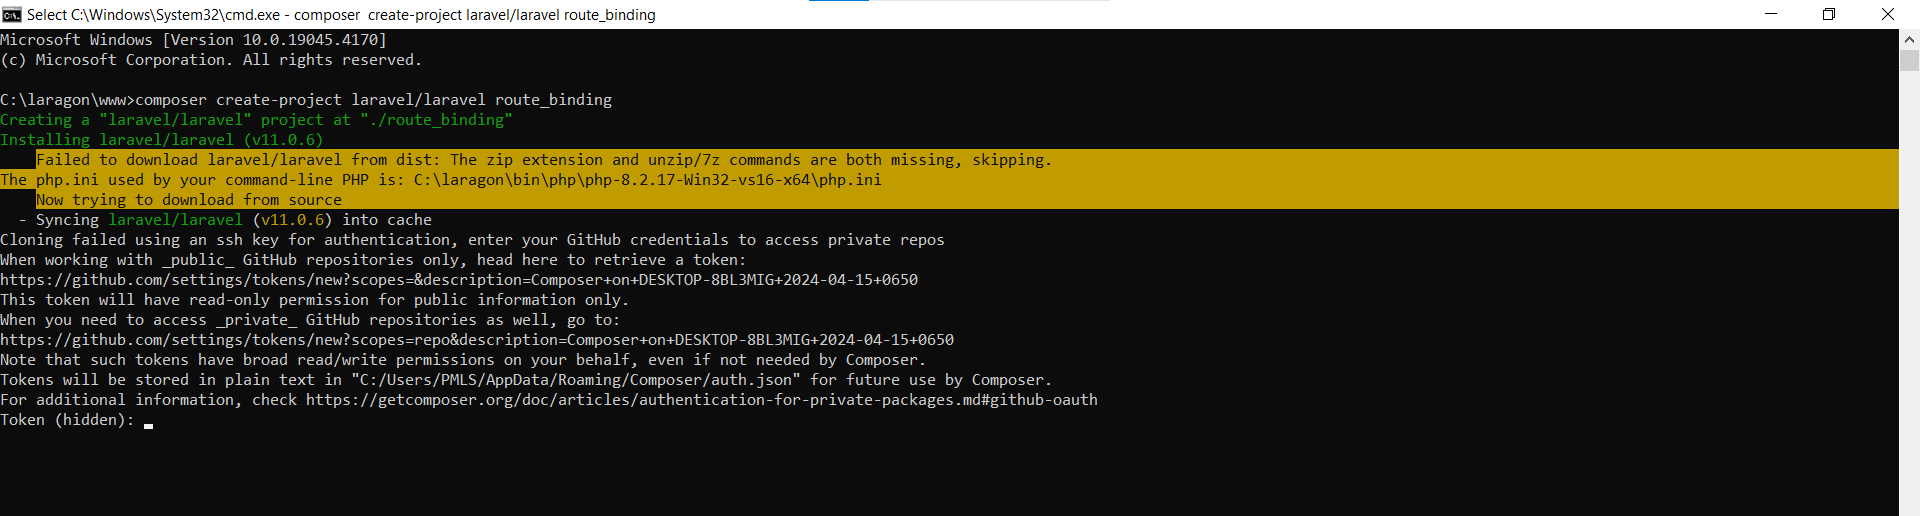 Select C:\Windows\System32\cmd.exe - composer  create-project laravel/laravel route_binding
Microsoft Windows [Version 10.0.19045.4170]
(c) Microsoft Corporation. All rights reserved.
C:\laragon\www>composer create-project laravel/laravel route_binding
Creating a "laravel/laravel" project at "./route_binding"
Installing laravel/laravel (v11.0.6)
    Failed to download laravel/laravel from dist: The zip extension and unzip/7z commands are both missing, skipping.
The php.ini used by your command-line PHP is: C:\laragon\bin\php\php-8.2.17-Win32-vs16-x64\php.ini
    Now trying to download from source
  - Syncing laravel/laravel (v11.0.6) into cache
Cloning failed using an ssh key for authentication, enter your GitHub credentials to access private repos
When working with _public_ GitHub repositories only, head here to retrieve a token:
https://github.com/settings/tokens/new?scopes=&description=Composer+on+DESKTOP-8BL3MIG+2024-04-15+0650
This token will have read-only permission for public information only.
When you need to access _private_ GitHub repositories as well, go to:
https://github.com/settings/tokens/new?scopes=repo&description=Composer+on+DESKTOP-8BL3MIG+2024-04-15+0650
Note that such tokens have broad read/write permissions on your behalf, even if not needed by Composer.
Tokens will be stored in plain text in "C:/Users/PMLS/AppData/Roaming/Composer/auth.json" for future use by Composer.
For additional information, check https://getcomposer.org/doc/articles/authentication-for-private-packages.md#github-oauth
Token (hidden):